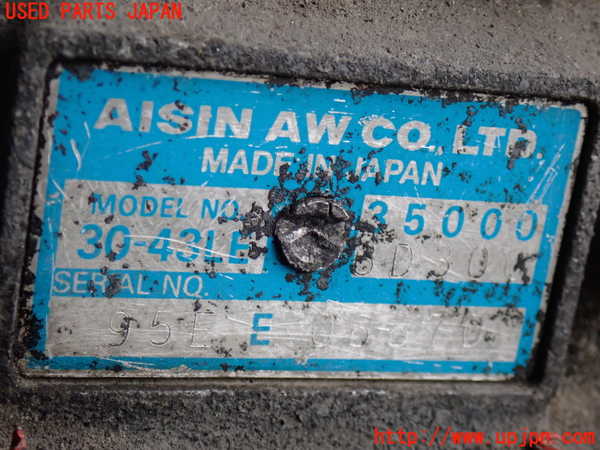 USED PARTS JAPAN
AISIN AW CO., LTD.
MADE IN JAPAN
MODEL NO. 35000
30-43LE
SERIAL NO.
95E E
http://www.upjpn.com